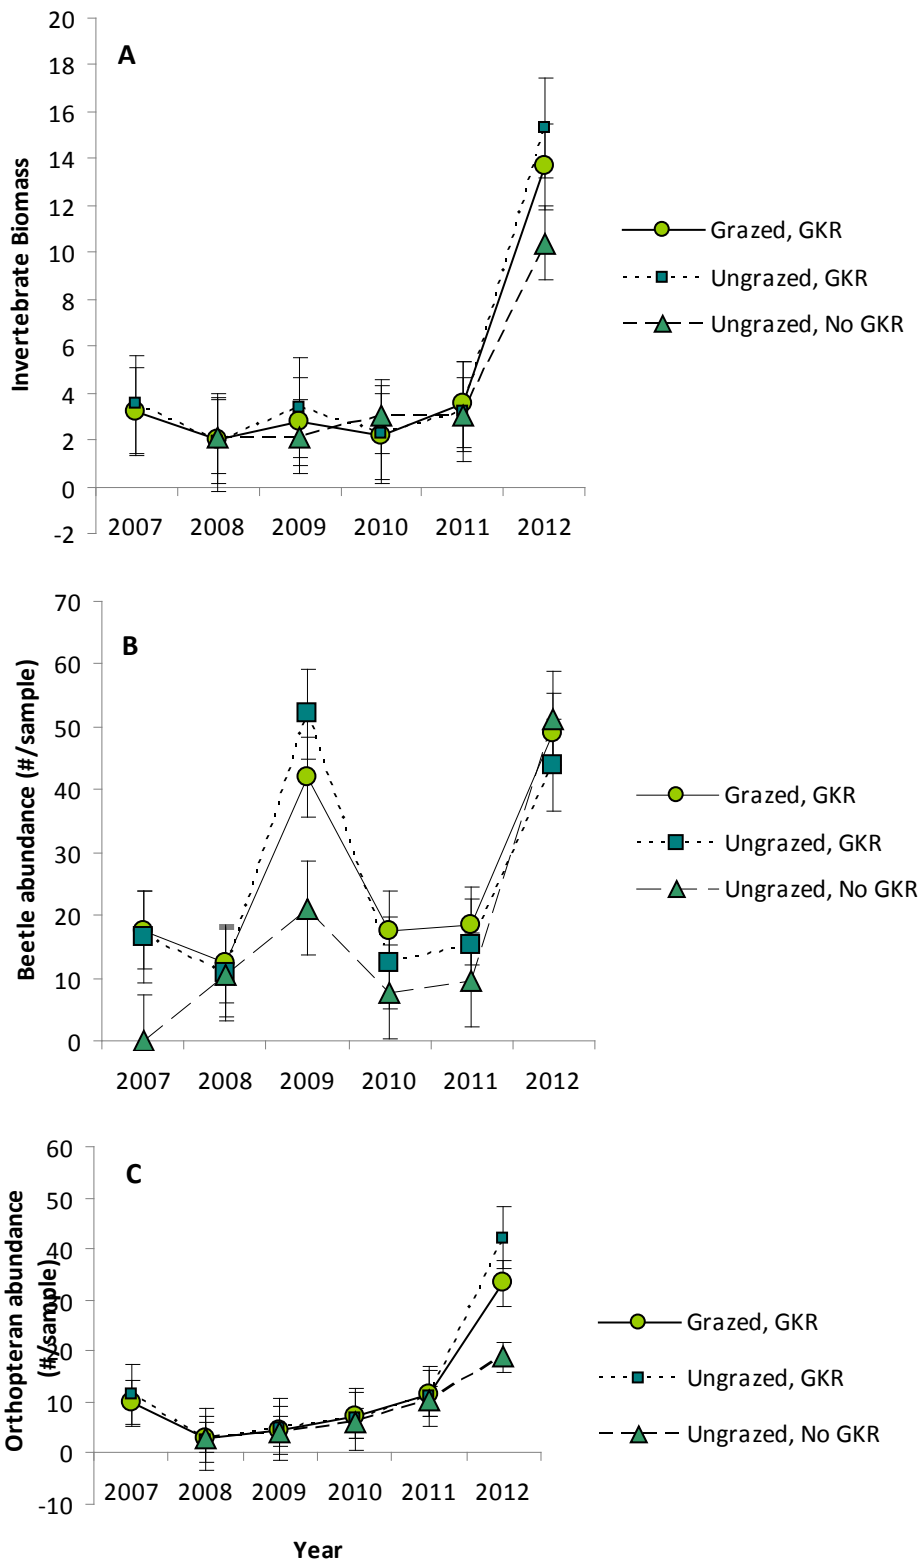 A
20
18
16
14
12
10
8
6
4
2
0
-2
Invertebrate Biomass
2007 2008 2009 2010 2011 2012
Grazed, GKR
Ungrazed, GKR
Ungrazed, No GKR
B
70
60
50
40
30
20
10
0
Beetle abundance (#/sample)
2007 2008 2009 2010 2011 2012
Grazed, GKR
Ungrazed, GKR
Ungrazed, No GKR
C
60
50
40
30
20
10
0
-10
Orthopteran abundance
(#/sample)
2007 2008 2009 2010 2011 2012
Grazed, GKR
Ungrazed, GKR
Ungrazed, No GKR
Year